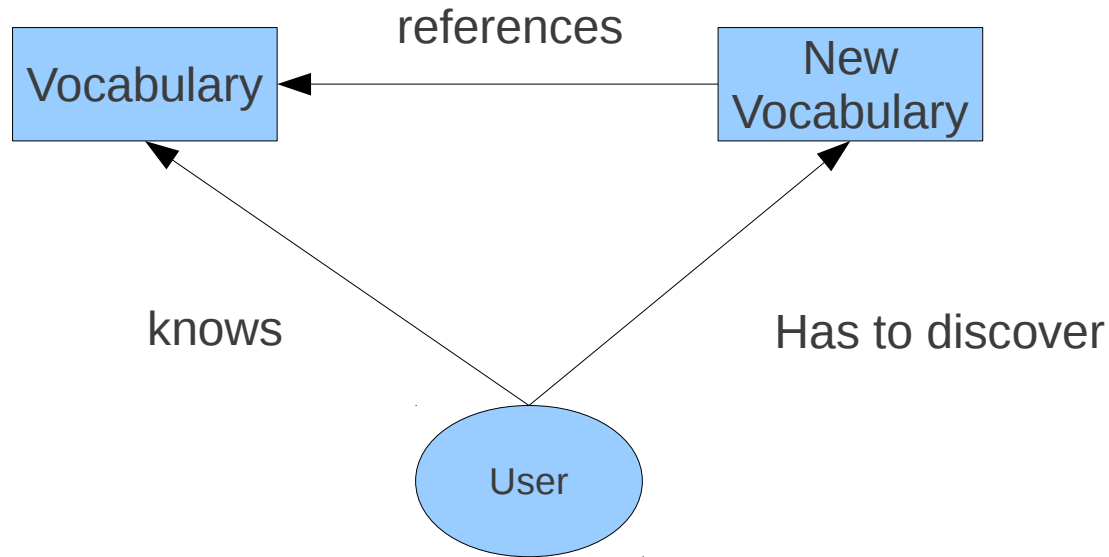 references
Vocabulary
New
Vocabulary
knows
Has to discover
User